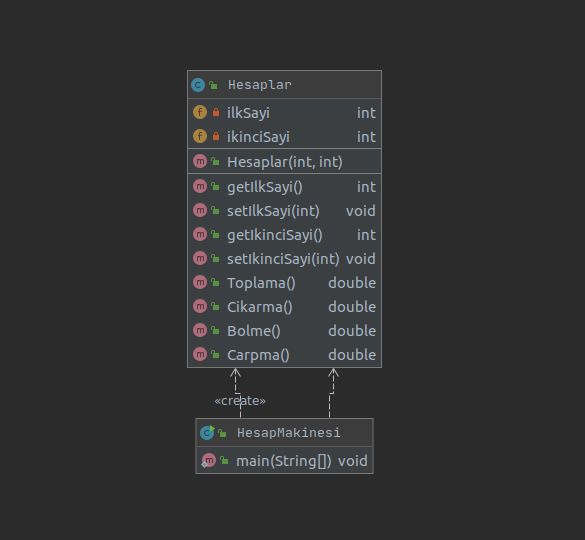 Hesaplar
ilkSayi int
ikinciSayi int
Hesaplar(int, int)
getIlkSayi() int
setIlkSayi(int) void
getIkinciSayi() int
setIkinciSayi(int) void
Toplama() double
Cikarma() double
Bolme() double
Carpma() double
«create»
HesapMakinesi
main(String[]) void